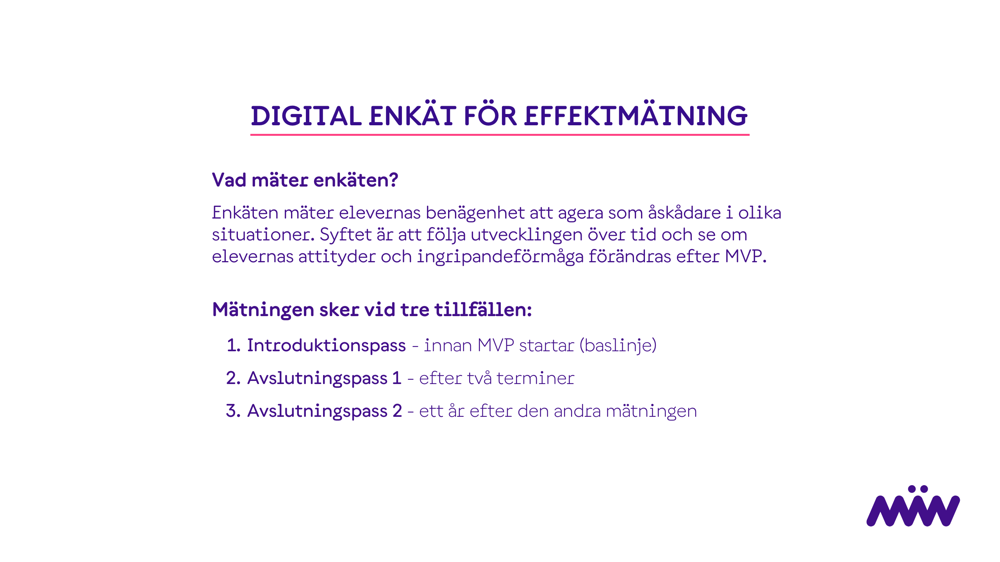 DIGITAL ENKÄT FÖR EFFEKTMÄTNING
Vad mäter enkäten?
Enkäten mäter elevernas benägenhet att agera som åskådare i olika
situationer. Syftet är att följa utvecklingen över tid och se om
elevernas attityder och ingripandeförmåga förändras efter MVP.
Mätningen sker vid tre tillfällen:
1. Introduktionspass - innan MVP startar (baslinje)
2. Avslutningspass 1 - efter två terminer
3. Avslutningspass 2 - ett år efter den andra mätningen
MÄN